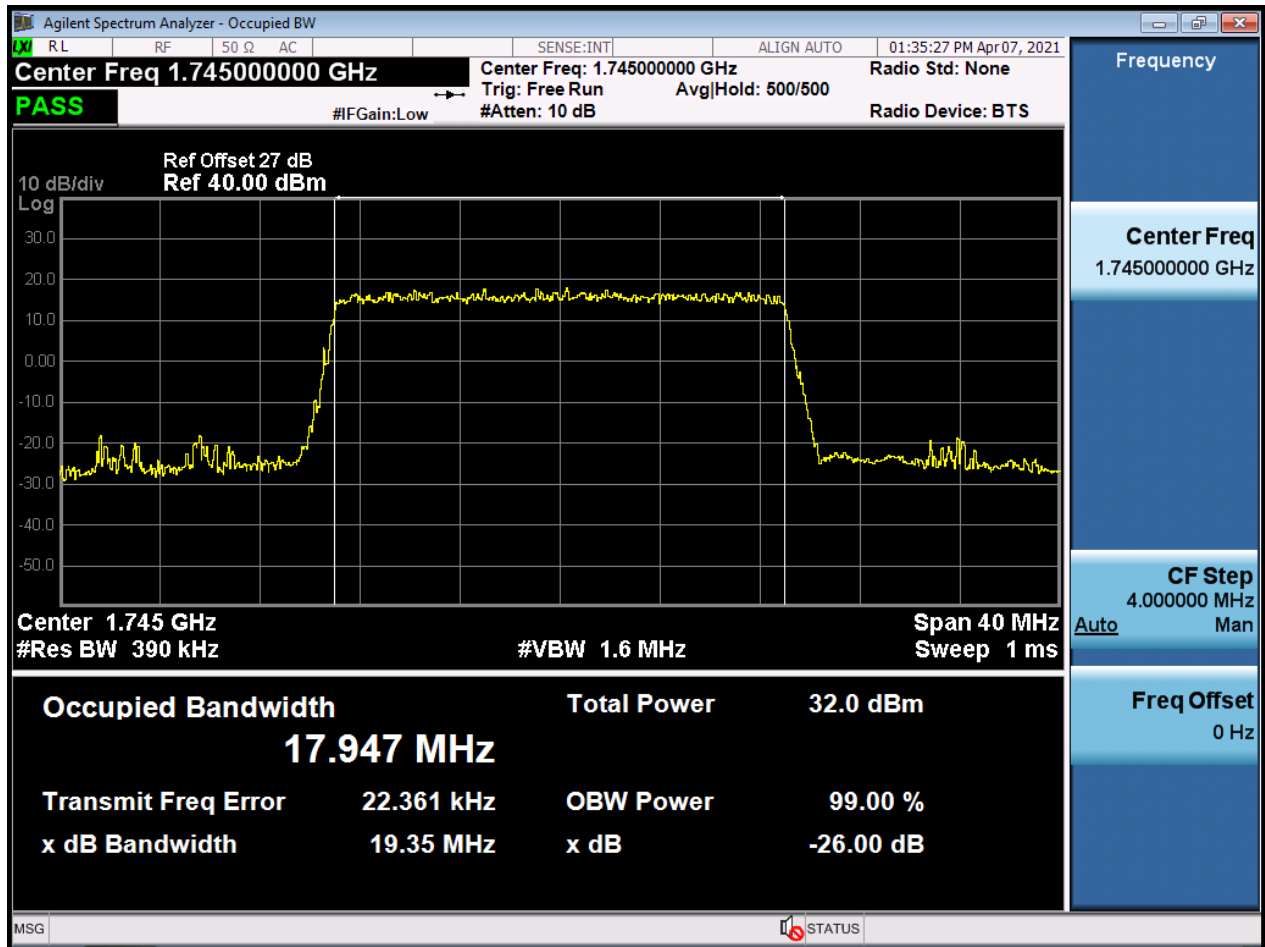 Agilent Spectrum Analyzer - Occupied BW
LXI RL RF 50 Ω AC SENSE:INT ALIGN AUTO 01:35:27 PM Apr 07, 2021
Center Freq 1.745000000 GHz
Center Freq: 1.745000000 GHz Radio Std: None
Trig: Free Run Avg|Hold: 500/500
PASS #IFGain:Low #Atten: 10 dB Radio Device: BTS
Ref Offset 27 dB
10 dB/div Ref 40.00 dBm
Log
30.0
20.0
10.0
0.00
-10.0
-20.0
-30.0
-40.0
-50.0
Center 1.745 GHz Span 40 MHz
#Res BW 390 kHz #VBW 1.6 MHz Sweep 1 ms
Occupied Bandwidth Total Power 32.0 dBm
17.947 MHz
Transmit Freq Error 22.361 kHz OBW Power 99.00 %
x dB Bandwidth 19.35 MHz x dB -26.00 dB
MSG STATUS
Frequency
Center Freq
1.745000000 GHz
CF Step
4.000000 MHz
Auto Man
Freq Offset
0 Hz